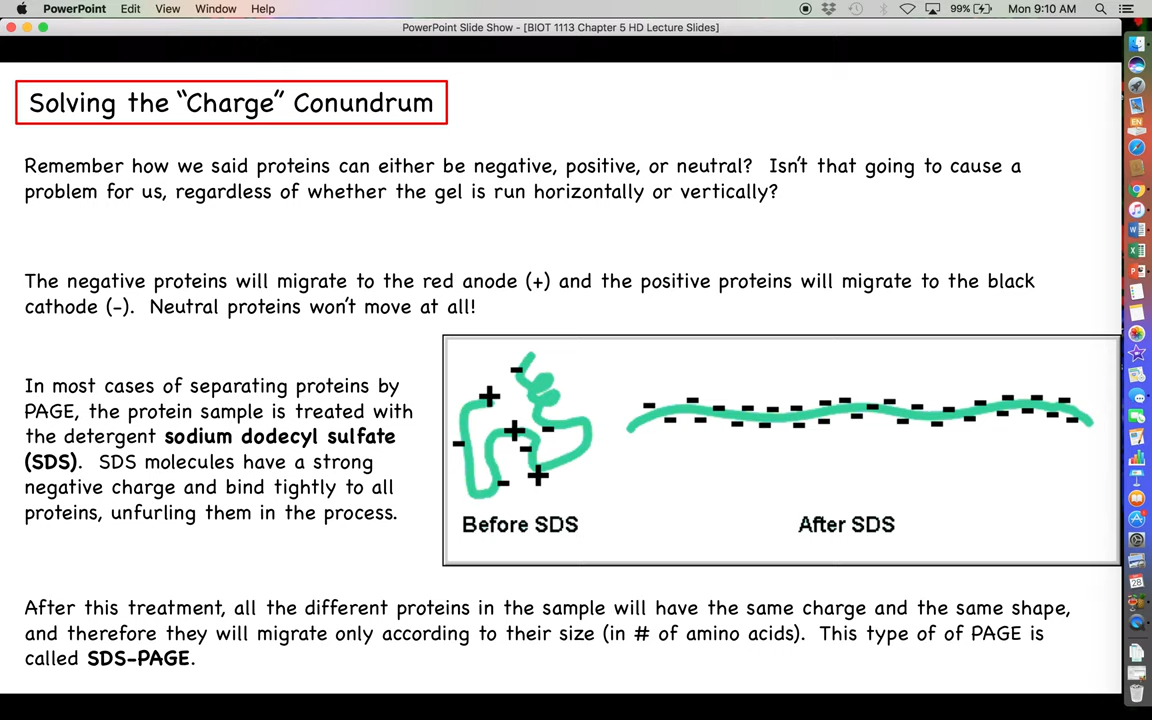 PowerPoint Edit View Window Help 99% Mon 9:10 AM
PowerPoint Slide Show - [BIOT 1113 Chapter 5 HD Lecture Slides]
Solving the “Charge” Conundrum
Remember how we said proteins can either be negative, positive, or neutral? Isn’t that going to cause a
problem for us, regardless of whether the gel is run horizontally or vertically?
The negative proteins will migrate to the red anode (+) and the positive proteins will migrate to the black
cathode (-). Neutral proteins won’t move at all!
In most cases of separating proteins by
PAGE, the protein sample is treated with
the detergent sodium dodecyl sulfate
(SDS). SDS molecules have a strong
negative charge and bind tightly to all
proteins, unfurling them in the process.
Before SDS
After SDS
After this treatment, all the different proteins in the sample will have the same charge and the same shape,
and therefore they will migrate only according to their size (in # of amino acids). This type of of PAGE is
called SDS-PAGE.